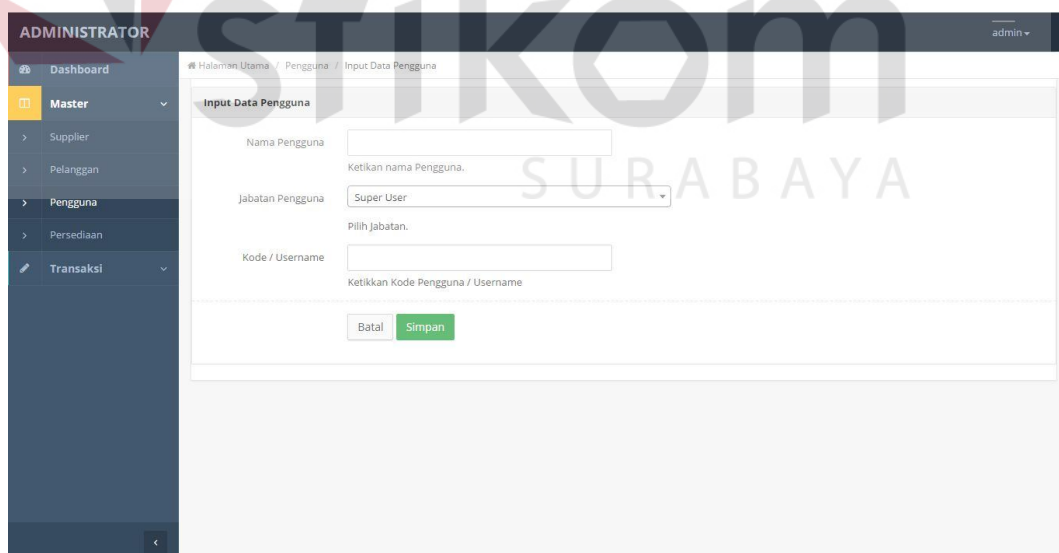 STIKOM
SURABAYA
ADMINISTRATOR
admin
Dashboard
Master
Supplier
Pelanggan
Pengguna
Persediaan
Transaksi
Halaman Utama / Pengguna / Input Data Pengguna
Input Data Pengguna
Nama Pengguna
Ketikan nama Pengguna.
Jabatan Pengguna
Super User
Pilih Jabatan.
Kode / Username
Ketikkan Kode Pengguna / Username
Batal
Simpan